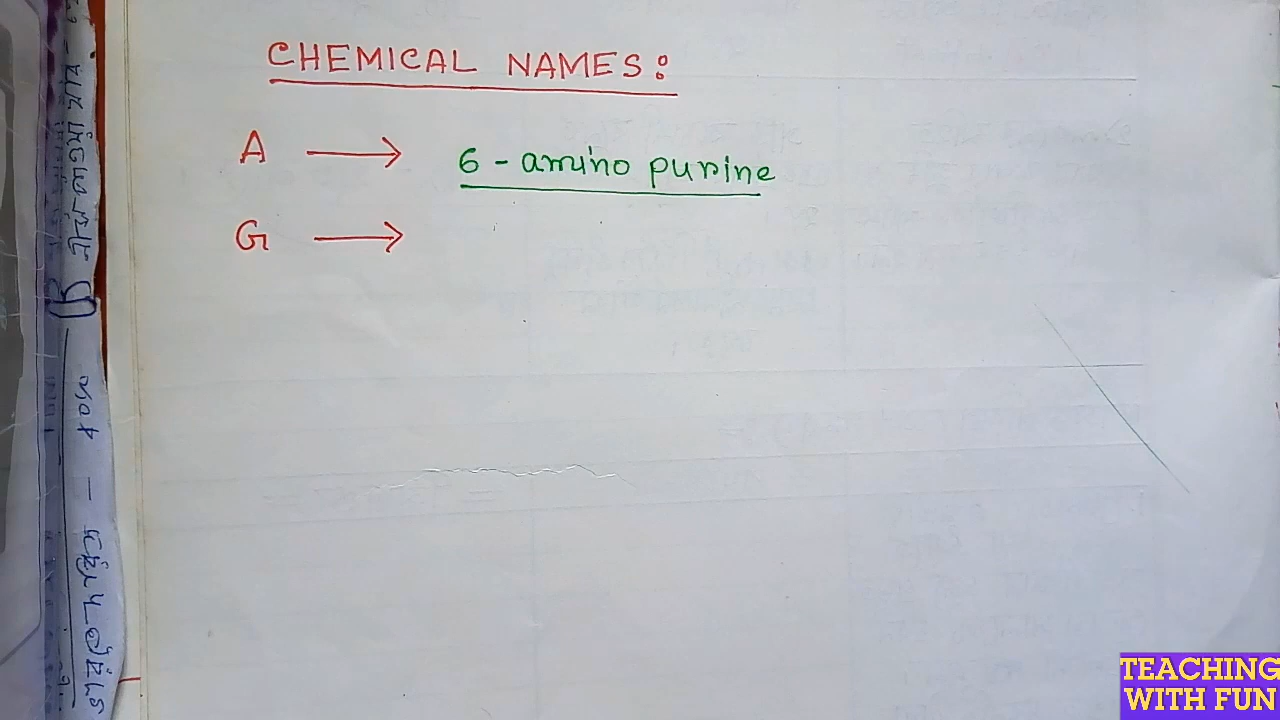 CHEMICAL NAMES:
A → 6 - amino purine
G →
TEACHING
WITH FUN